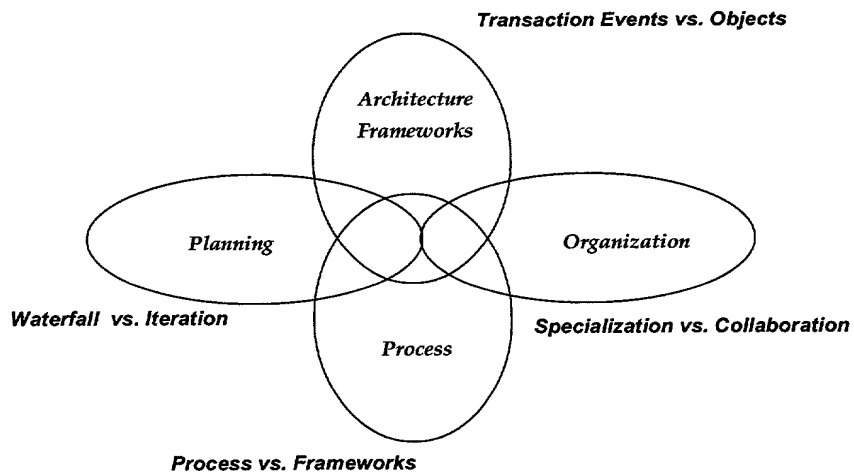 Transaction Events vs. Objects
Architecture
Frameworks
Planning
Organization
Waterfall vs. Iteration
Specialization vs. Collaboration
Process
Process vs. Frameworks